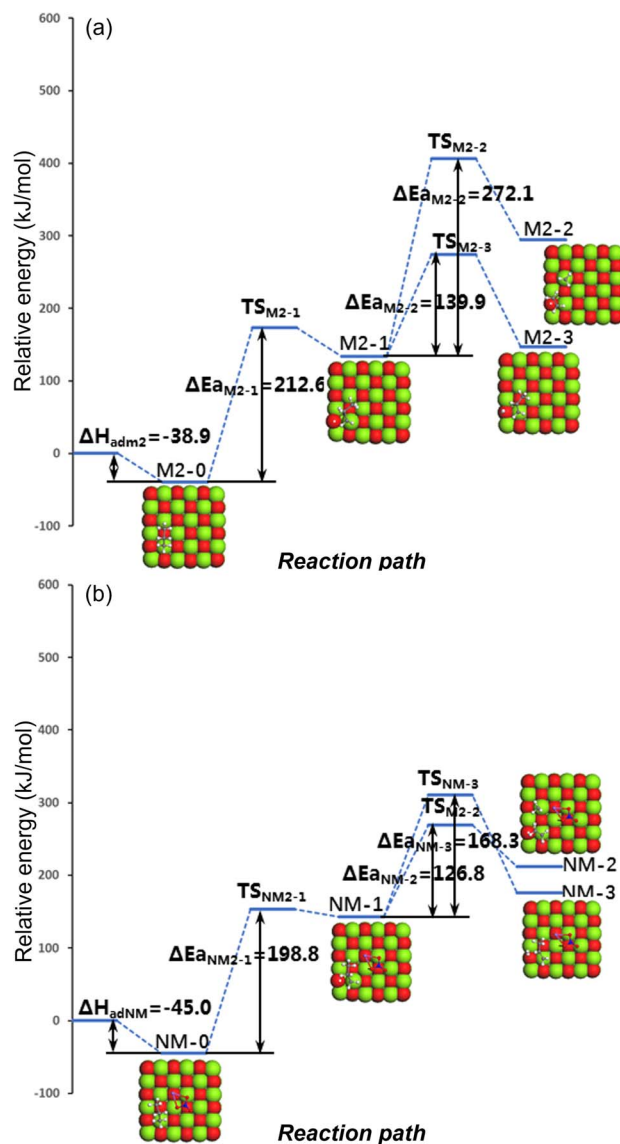 (a)
600
500
400
300
200
100
0
-100
Relative energy (kJ/mol)
TS_M2-2
ΔEa_M2-2=272.1
M2-2
TS_M2-3
ΔEa_M2-2=139.9
TS_M2-1
M2-1
M2-3
ΔEa_M2-1=212.6
ΔH_adm2=-38.9
M2-0
Reaction path
(b)
600
500
400
300
200
100
0
-100
Relative energy (kJ/mol)
TS_NM-3
TS_M2-2
ΔEa_NM-3=168.3
NM-2
ΔEa_NM-2=126.8
TS_NM2-1
NM-1
NM-3
ΔEa_NM2-1=198.8
ΔH_adNM=-45.0
NM-0
Reaction path